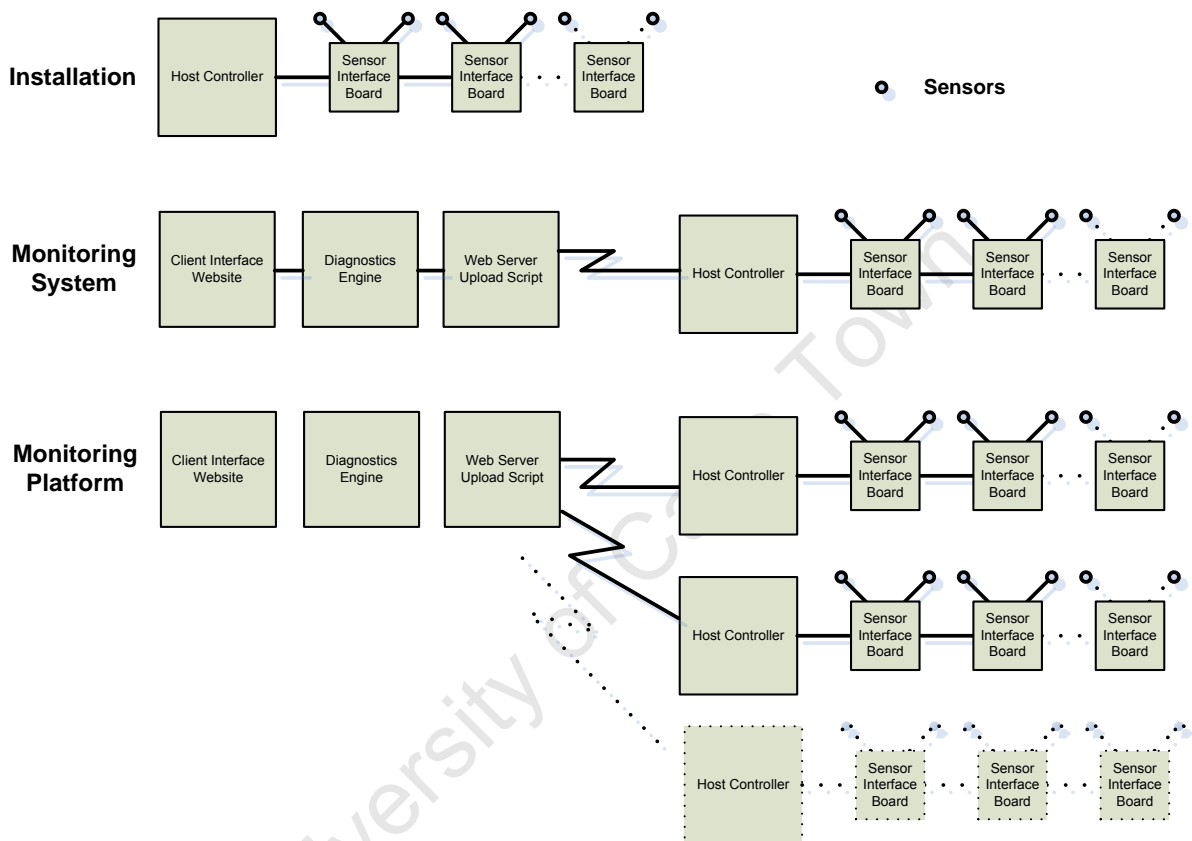 Installation
Host Controller
Sensor
Interface
Board
Sensor
Interface
Board
Sensor
Interface
Board
Sensors
Monitoring
System
Client Interface
Website
Diagnostics
Engine
Web Server
Upload Script
Host Controller
Sensor
Interface
Board
Sensor
Interface
Board
Sensor
Interface
Board
Monitoring
Platform
Client Interface
Website
Diagnostics
Engine
Web Server
Upload Script
Host Controller
Sensor
Interface
Board
Sensor
Interface
Board
Sensor
Interface
Board
Host Controller
Sensor
Interface
Board
Sensor
Interface
Board
Sensor
Interface
Board
Host Controller
Sensor
Interface
Board
Sensor
Interface
Board
Sensor
Interface
Board